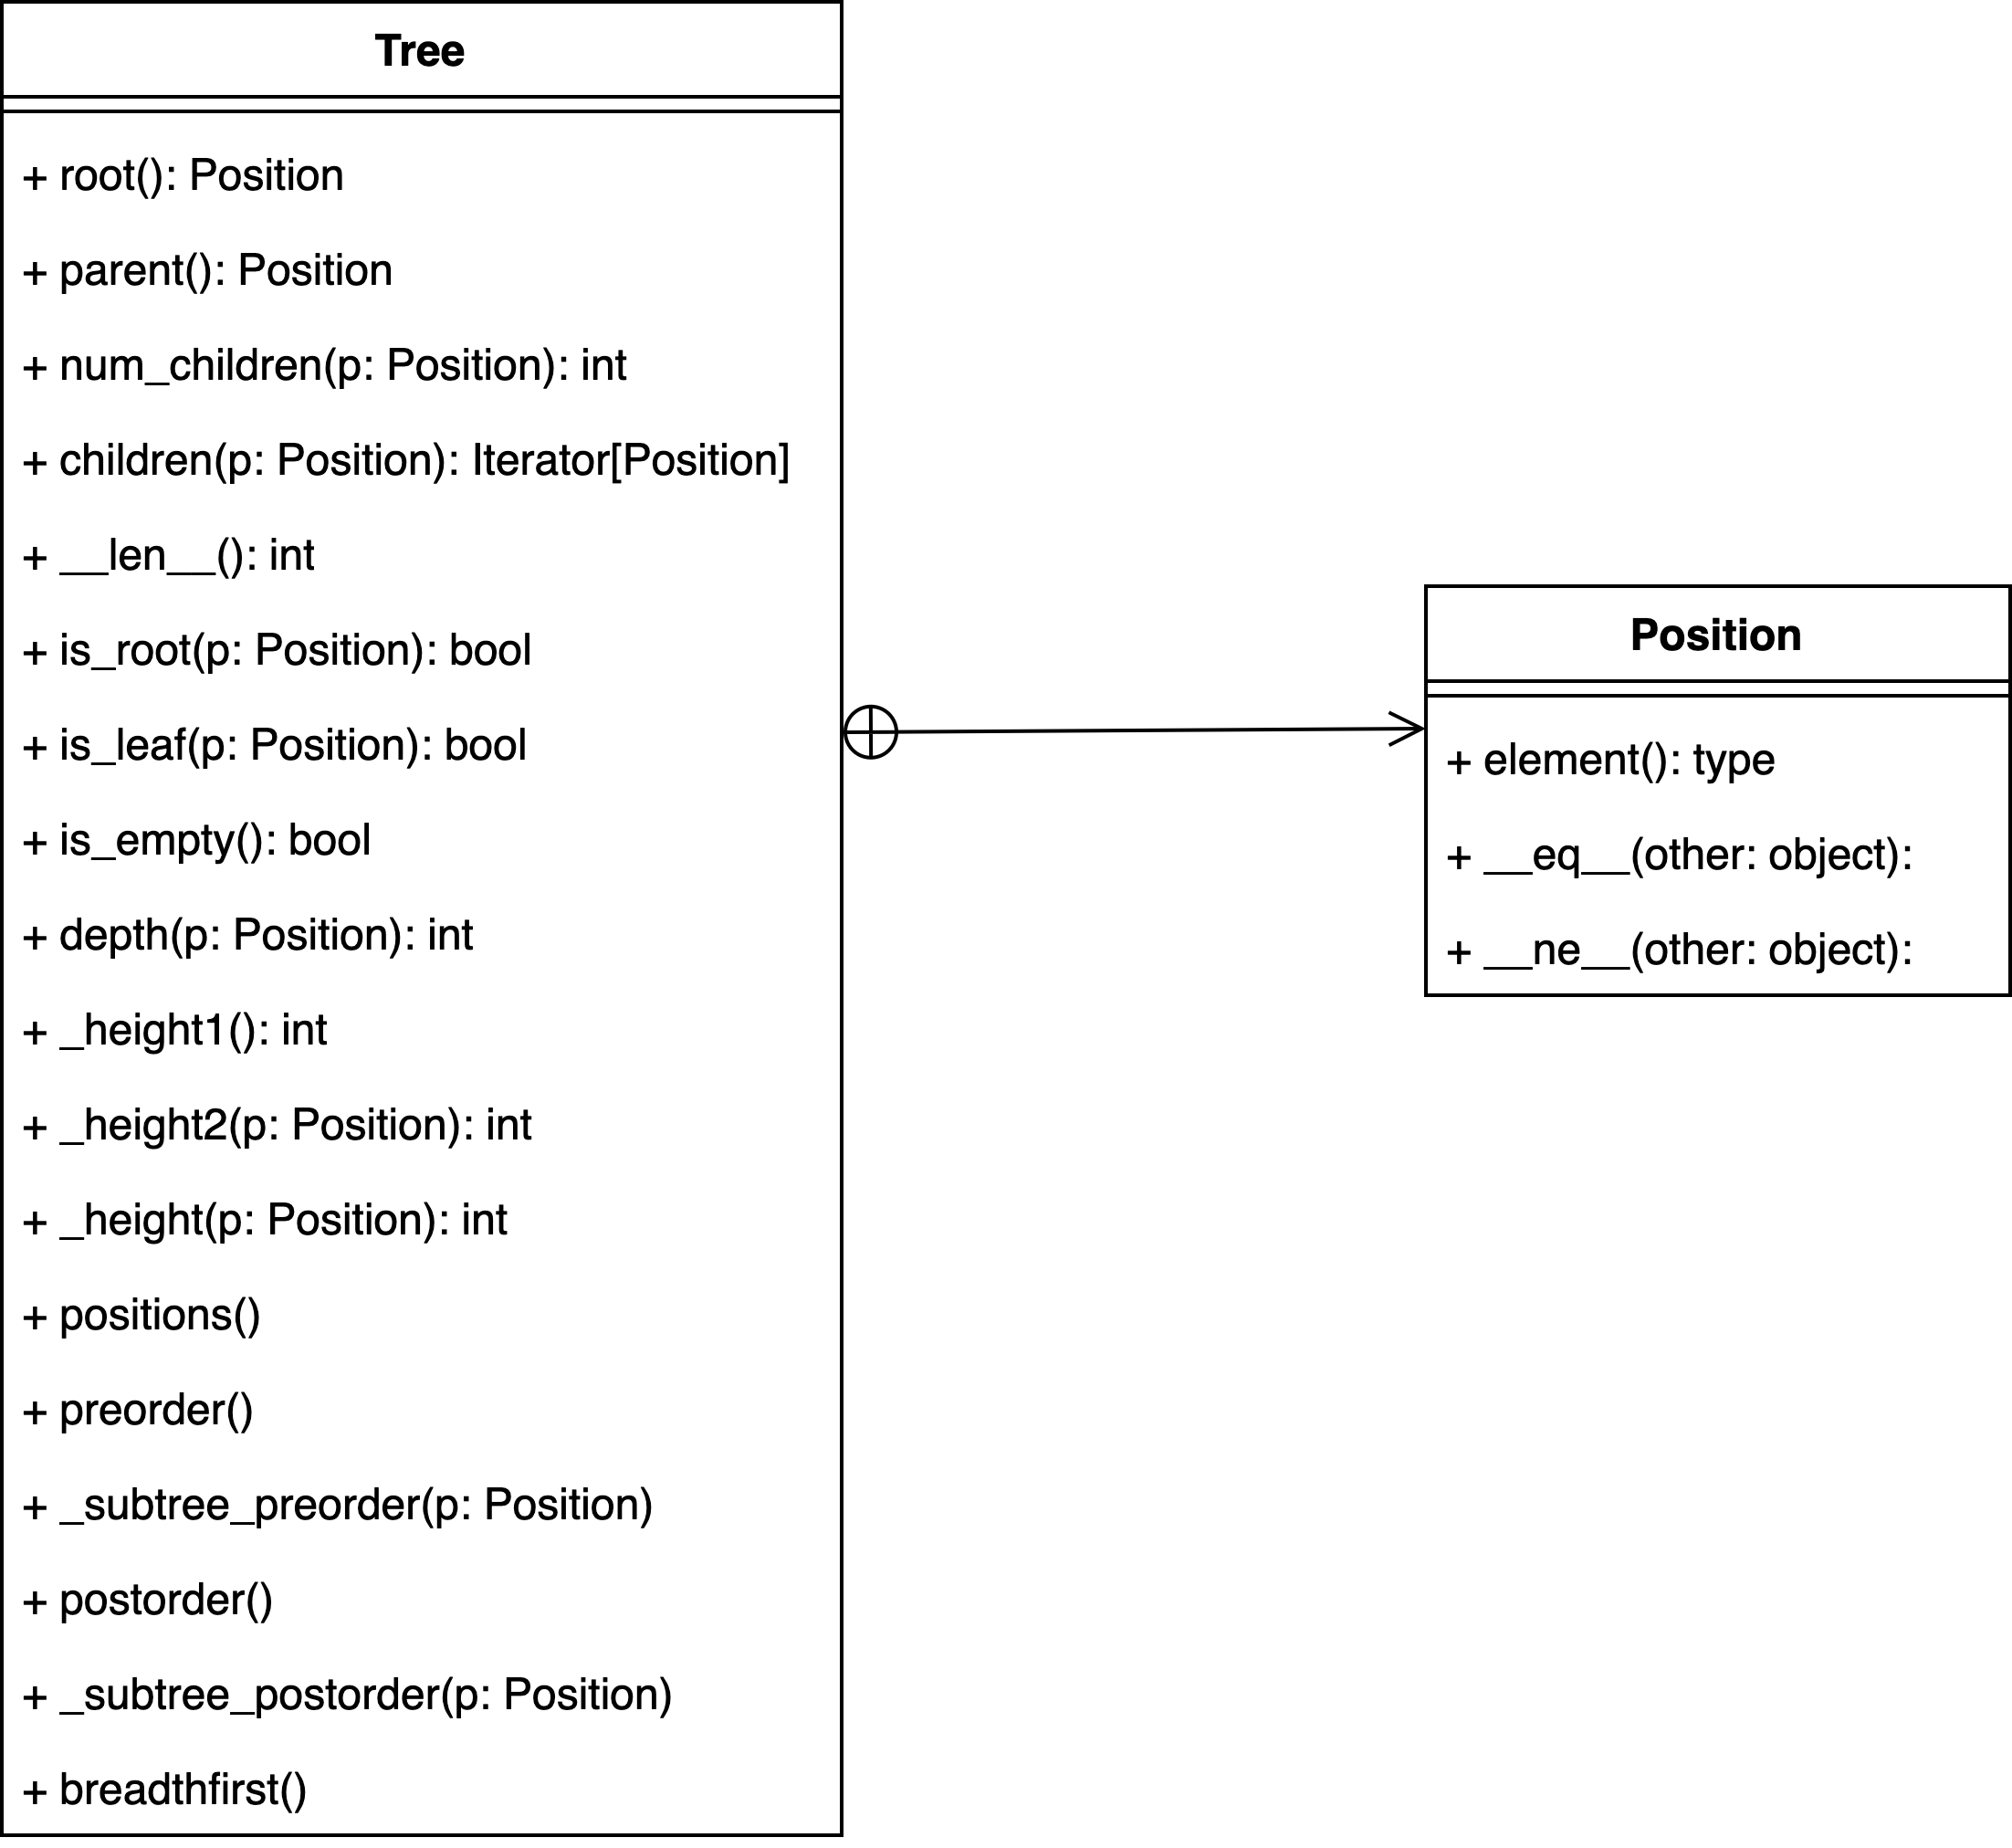 Tree
+ root(): Position
+ parent(): Position
+ num_children(p: Position): int
+ children(p: Position): Iterator[Position]
+ __len__(): int
+ is_root(p: Position): bool
+ is_leaf(p: Position): bool
+ is_empty(): bool
+ depth(p: Position): int
+ _height1(): int
+ _height2(p: Position): int
+ _height(p: Position): int
+ positions()
+ preorder()
+ _subtree_preorder(p: Position)
+ postorder()
+ _subtree_postorder(p: Position)
+ breadthfirst()
Position
+ element(): type
+ __eq__(other: object):
+ __ne__(other: object):